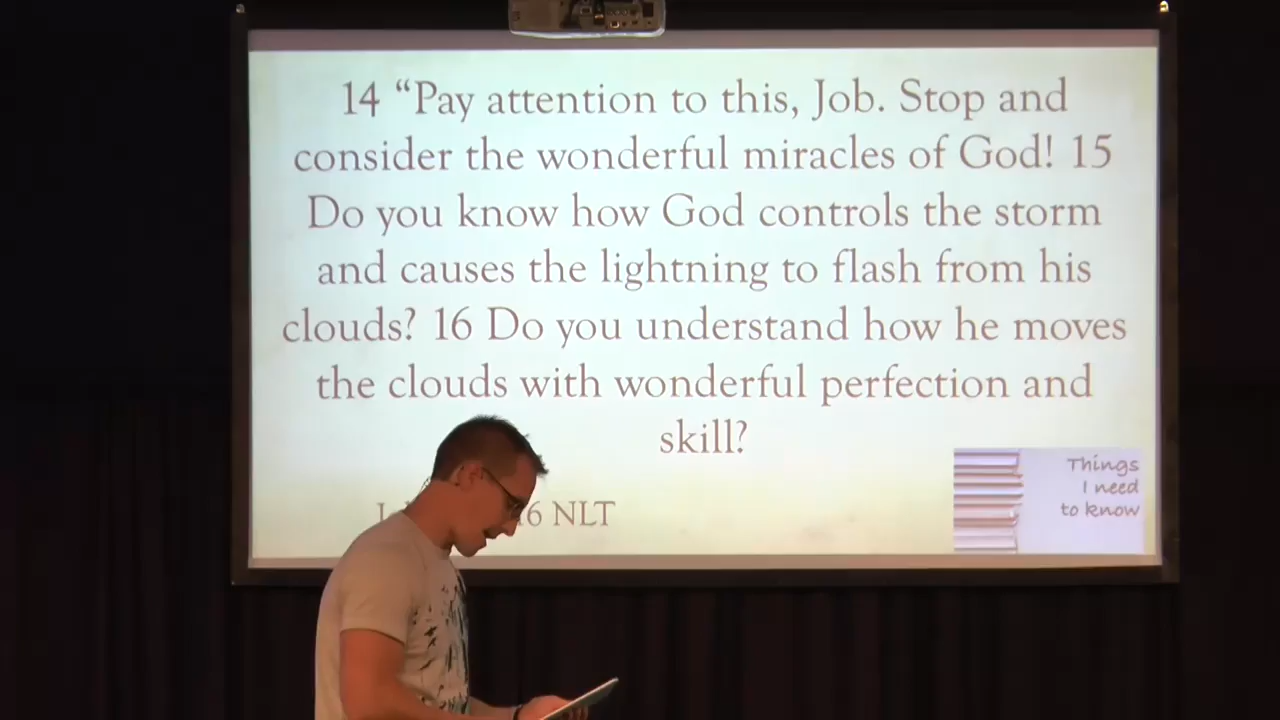 14 “Pay attention to this, Job. Stop and
consider the wonderful miracles of God! 15
Do you know how God controls the storm
and causes the lightning to flash from his
clouds? 16 Do you understand how he moves
the clouds with wonderful perfection and
skill?
6 NLT
Things
I need
to know